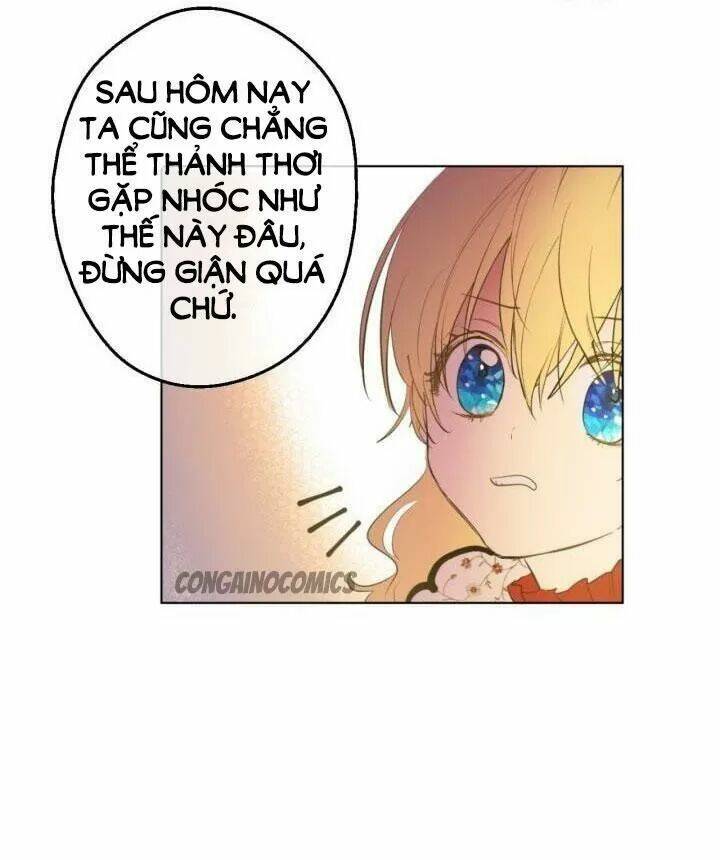 SAU HÔM NAY
TA CŨNG CHẲNG
THỂ THẢNH THƠI
GẶP NHÓC NHƯ
THẾ NÀY ĐÂU,
ĐỪNG GIẬN QUÁ
CHỨ.
CONGAINOCOMICS